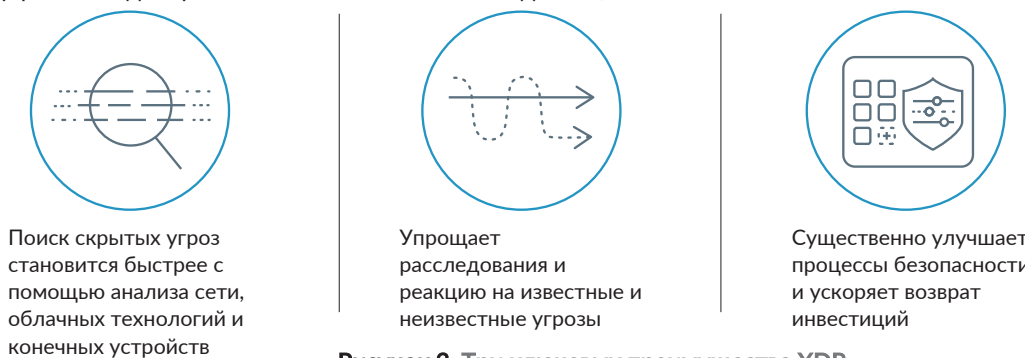 Поиск скрытых угроз
становится быстрее с
помощью анализа сети,
облачных технологий и
конечных устройств
Упрощает
расследования и
реакцию на известные и
неизвестные угрозы
Существенно улучшает
процессы безопасности
и ускоряет возврат
инвестиций